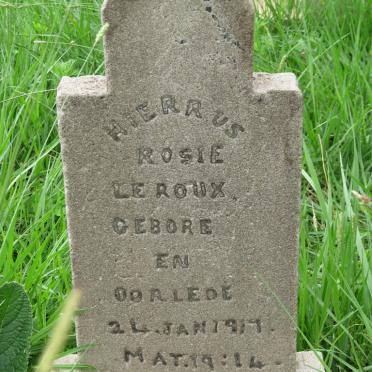 HIERRUS
ROSIE
LE ROUX.
GEBORE
EN
OORLEDE
24 JAN 1917.
MAT. 19:14